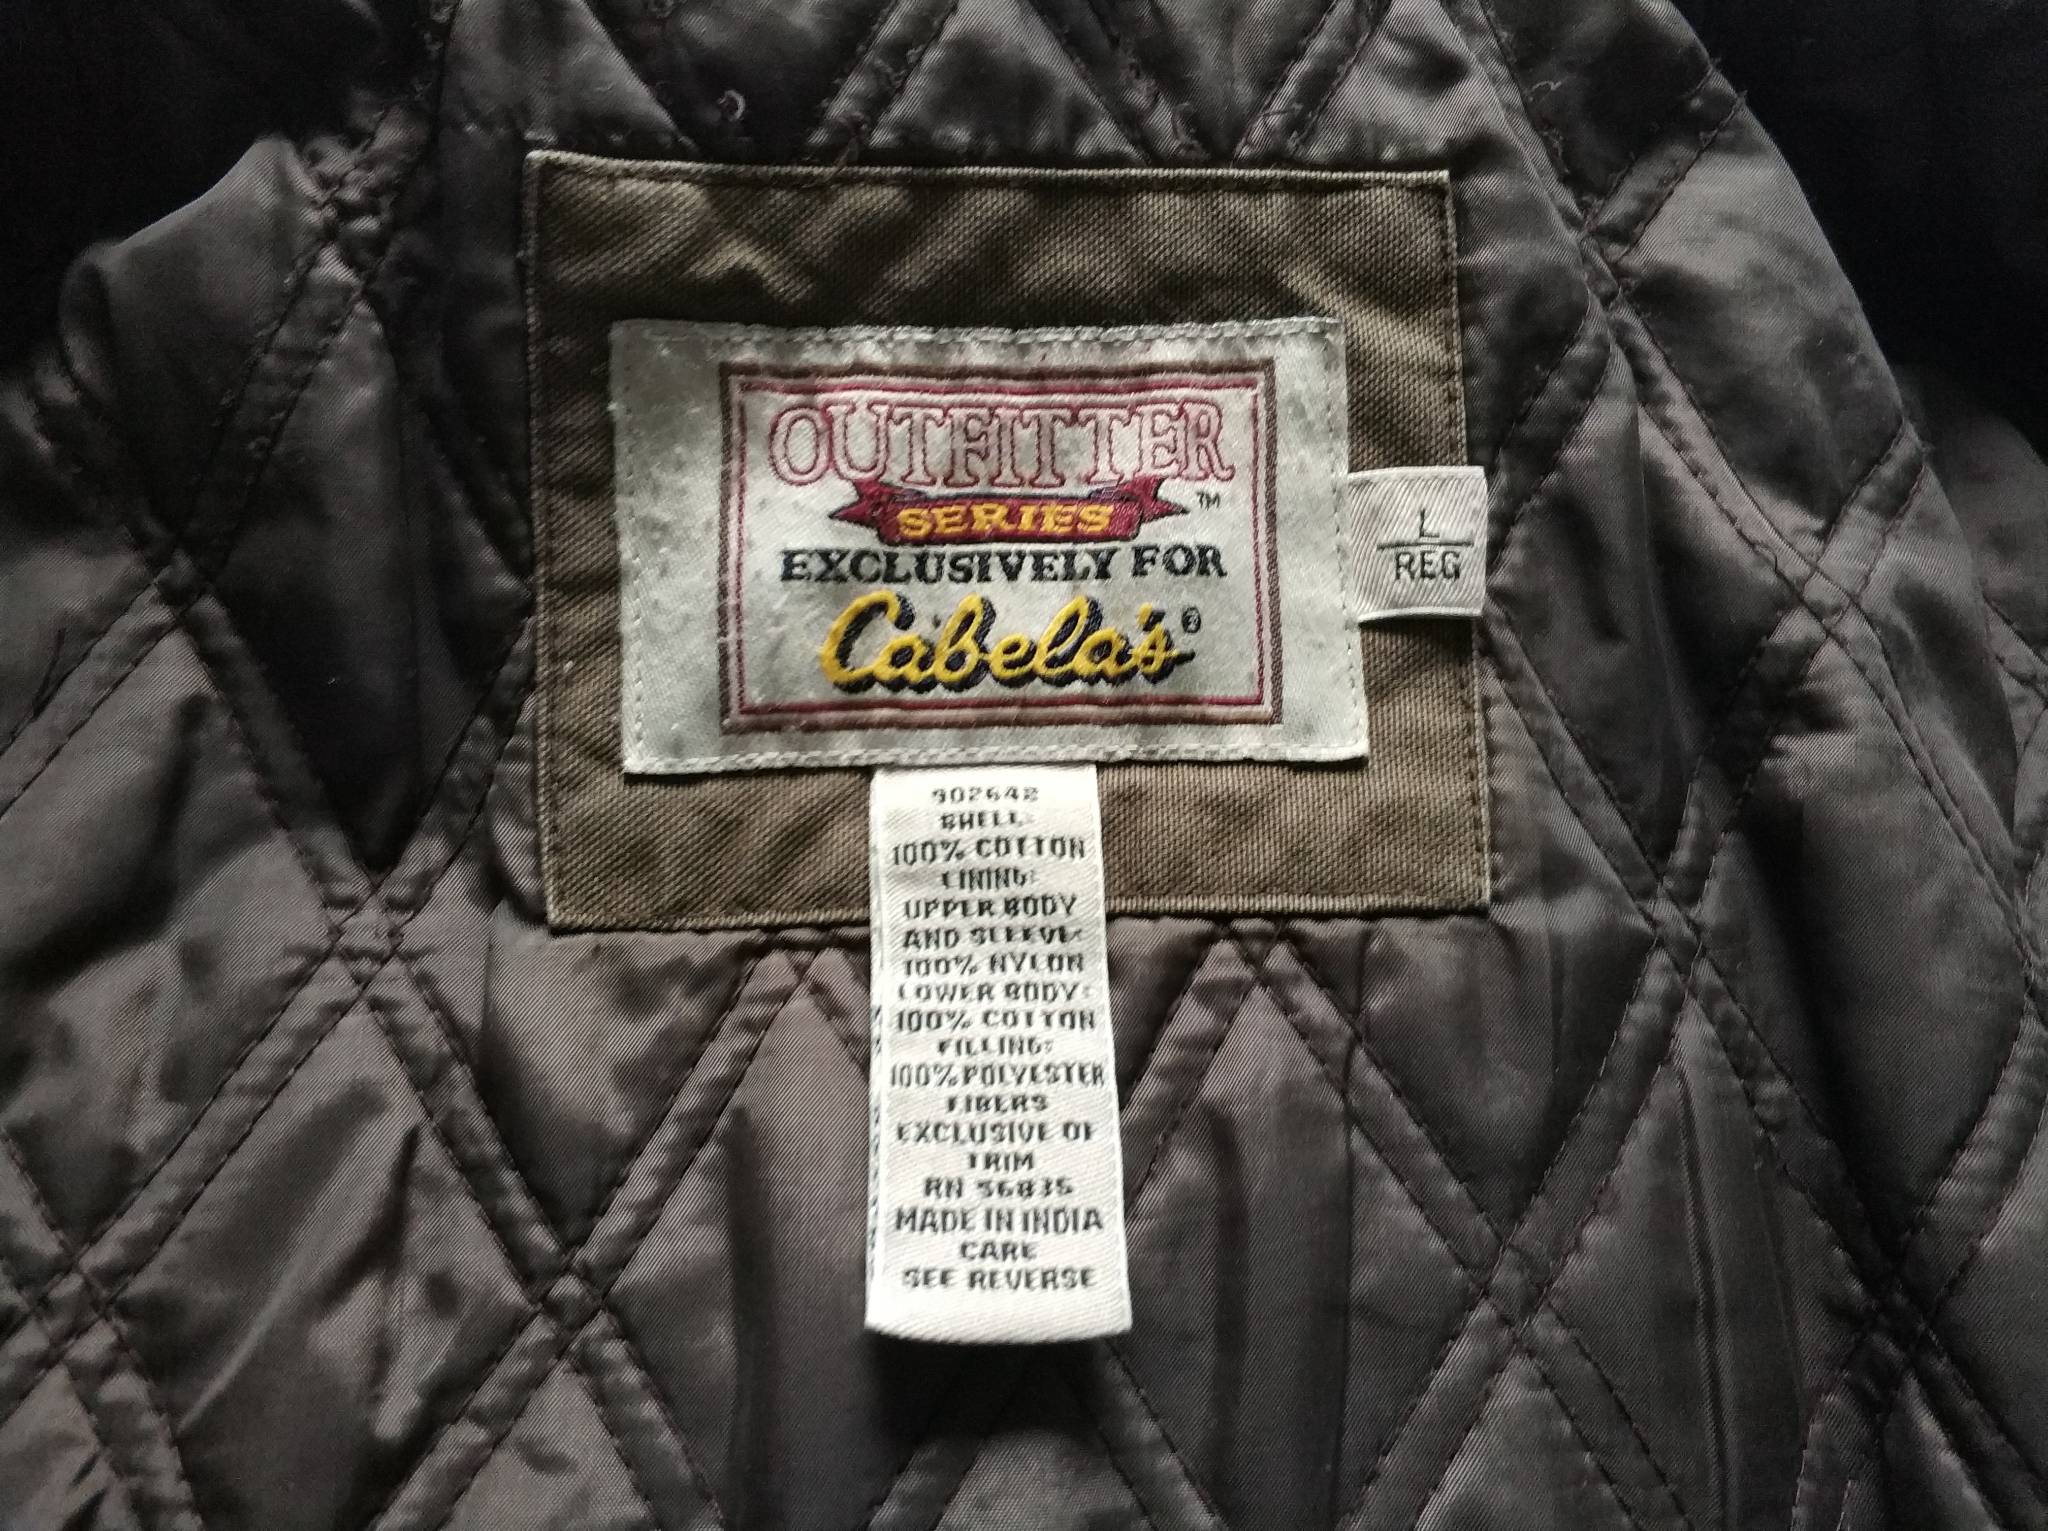 OUTFITTER
SERIES ™
EXCLUSIVELY FOR
Cabela's®
L
REG
902642
SHELL:
100% COTTON
LINING:
UPPER BODY
AND SLEEVE:
100% NYLON
LOWER BODY:
100% COTTON
FILLING:
100% POLYESTER
FIBERS
EXCLUSIVE OF
TRIM
RN 56835
MADE IN INDIA
CARE
SEE REVERSE